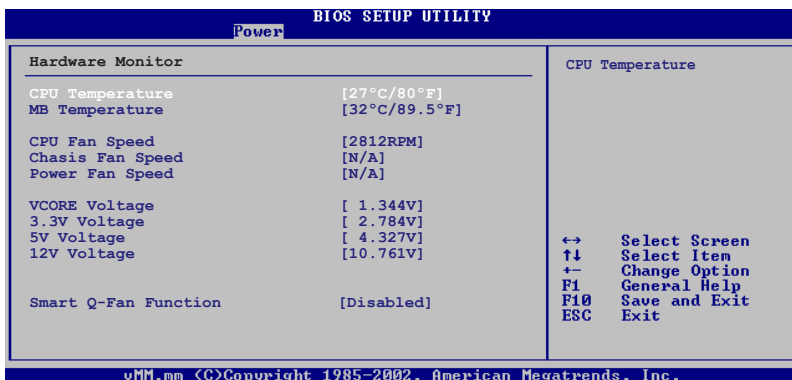 BIOS SETUP UTILITY
Power
Hardware Monitor
CPU Temperature [27°C/80°F]
MB Temperature [32°C/89.5°F]
CPU Fan Speed [2812RPM]
Chasis Fan Speed [N/A]
Power Fan Speed [N/A]
VCORE Voltage [ 1.344V]
3.3V Voltage [ 2.784V]
5V Voltage [ 4.327V]
12V Voltage [10.761V]
Smart Q-Fan Function [Disabled]
CPU Temperature
←→ Select Screen
↑↓ Select Item
+- Change Option
F1 General Help
F10 Save and Exit
ESC Exit
vMM.mm (C)Copyright 1985-2002, American Megatrends, Inc.